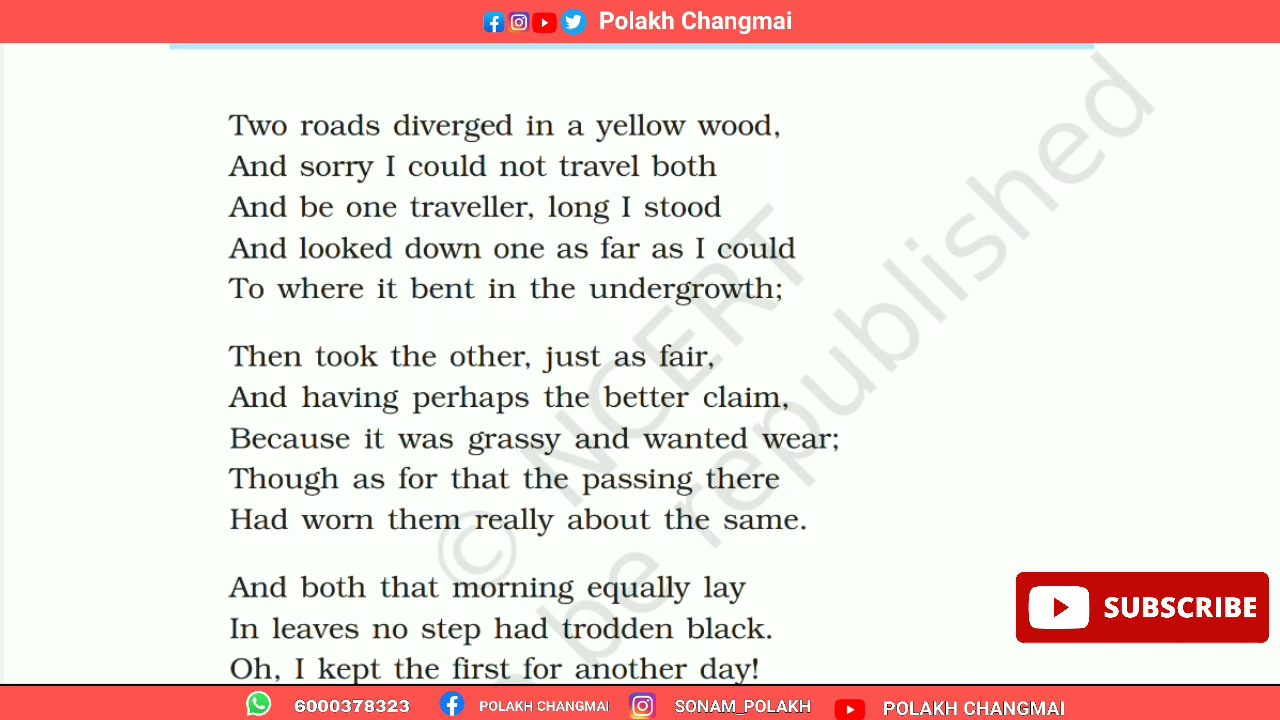 Polakh Changmai
Two roads diverged in a yellow wood,
And sorry I could not travel both
And be one traveller, long I stood
And looked down one as far as I could
To where it bent in the undergrowth;
Then took the other, just as fair,
And having perhaps the better claim,
Because it was grassy and wanted wear;
Though as for that the passing there
Had worn them really about the same.
And both that morning equally lay
In leaves no step had trodden black.
Oh, I kept the first for another day!
© NCERT
be republished
SUBSCRIBE
6000378323 POLAKH CHANGMAI SONAM_POLAKH POLAKH CHANGMAI